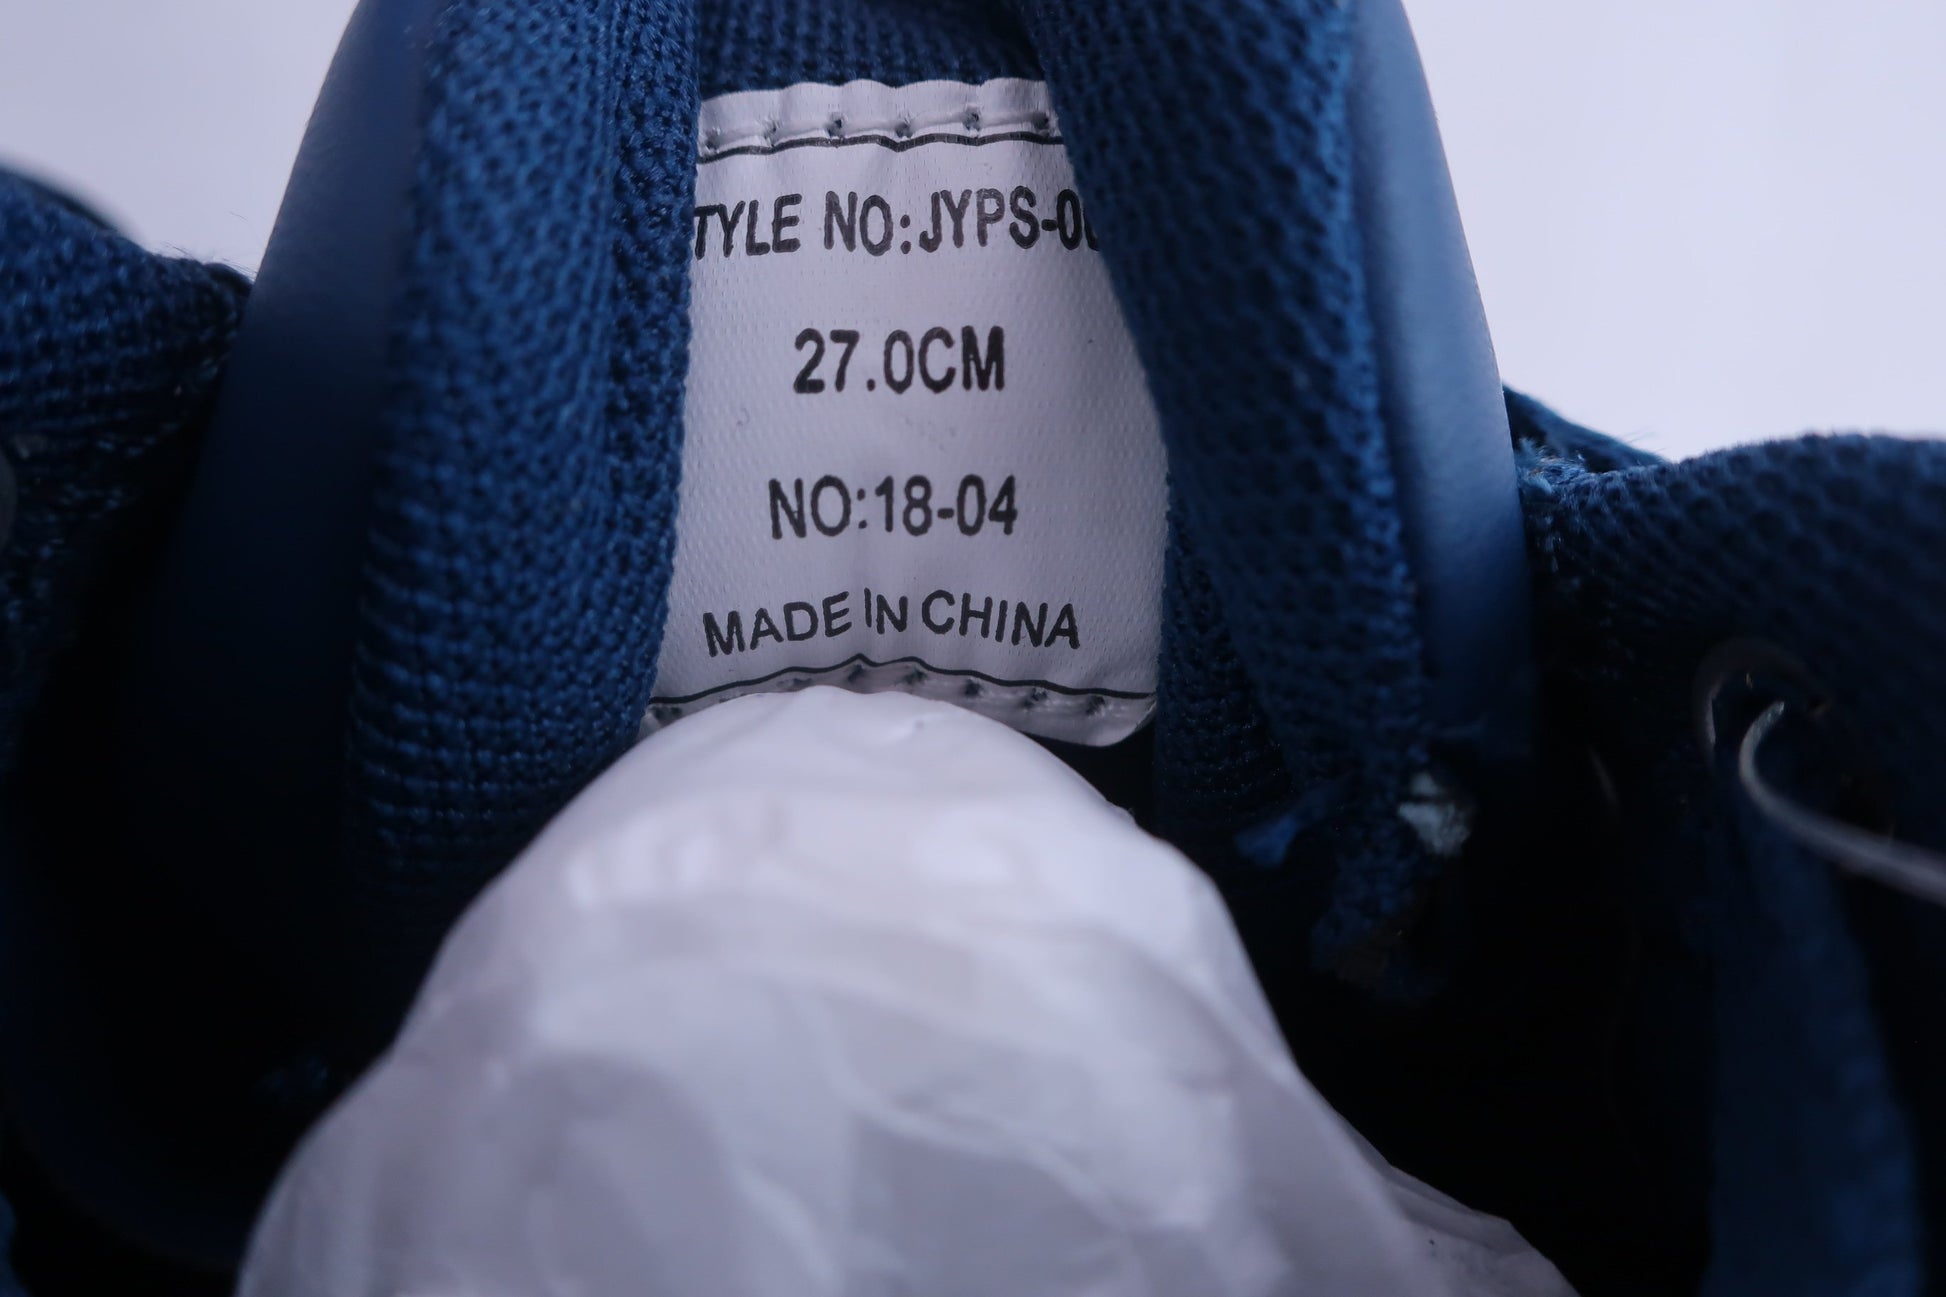 TYLE NO:JYPS-0
27.0CM
NO:18-04
MADE IN CHINA